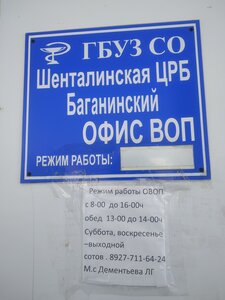 ГБУЗ СО
Шенталинская ЦРБ
Баганинский
ОФИС ВОП
РЕЖИМ РАБОТЫ:
Режим работы ОВОП
с 8-00 до 16-00ч
обед 13-00 до 14-00ч
Суббота, воскресенье
–выходной
сотов . 8927-711-64-24
М.с Дементьева ЛГ